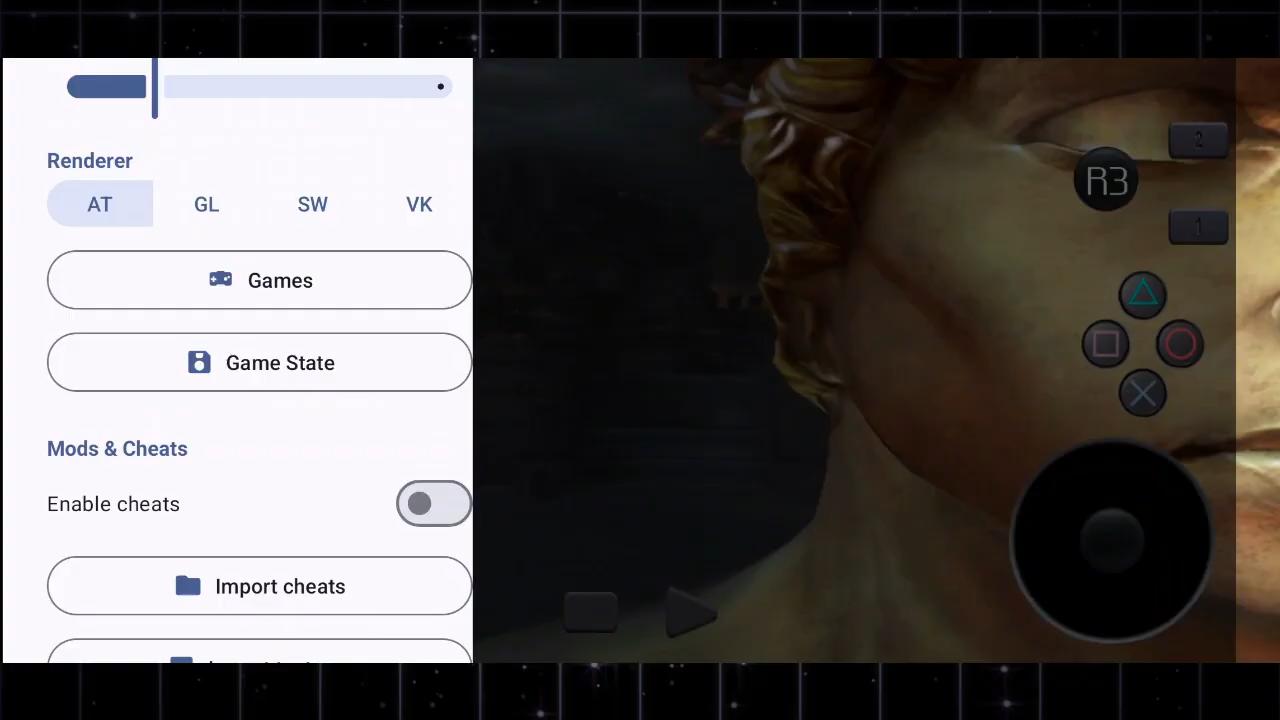 Renderer
AT GL SW VK
Games
Game State
Mods & Cheats
Enable cheats
Import cheats
2
R3
1